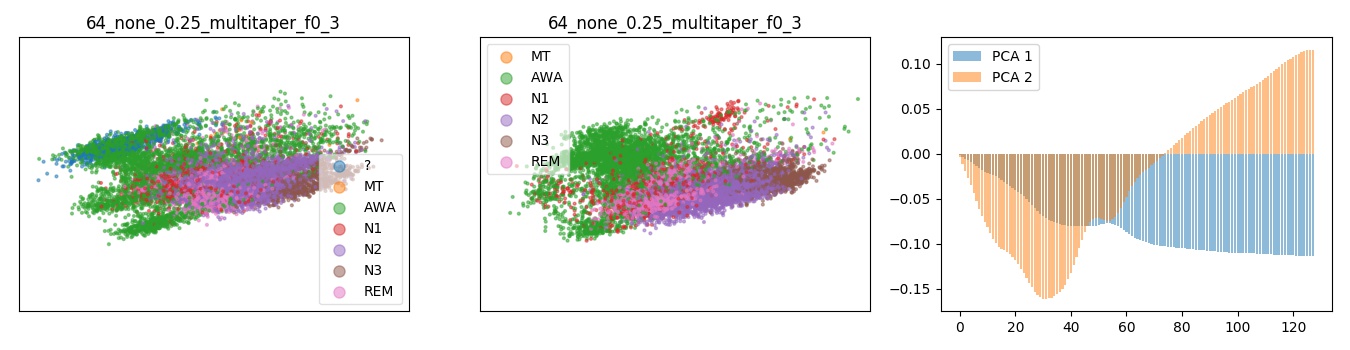 64_none_0.25_multitaper_f0_3
?
MT
AWA
N1
N2
N3
REM
64_none_0.25_multitaper_f0_3
MT
AWA
N1
N2
N3
REM
PCA 1
PCA 2
0.10
0.05
0.00
−0.05
−0.10
−0.15
0 20 40 60 80 100 120